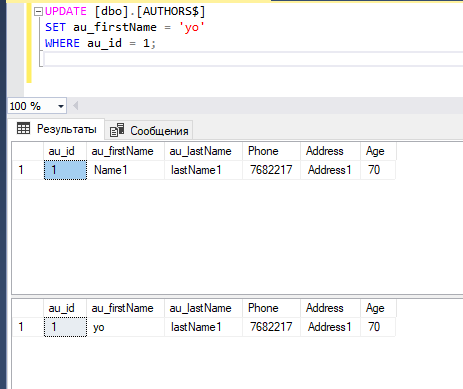 UPDATE [dbo].[AUTHORS$]
SET au_firstName = 'yo'
WHERE au_id = 1;
100 %
Результаты Сообщения
au_id au_firstName au_lastName Phone Address Age
1 1 Name1 lastName1 7682217 Address1 70
au_id au_firstName au_lastName Phone Address Age
1 1 yo lastName1 7682217 Address1 70